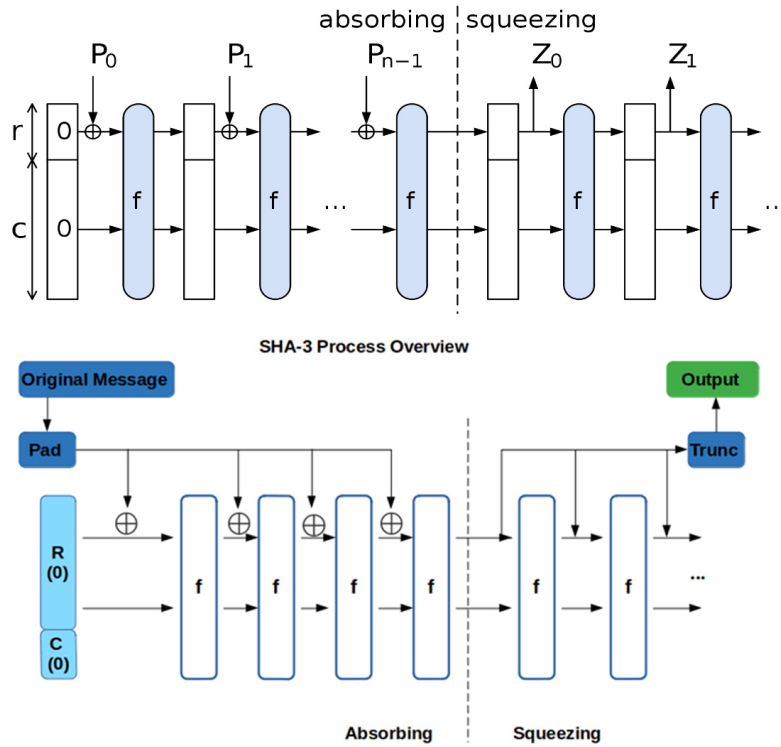 absorbing squeezing
P0 P1 Pn−1 Z0 Z1
r 0
f f f f f
c 0 ... ..
SHA-3 Process Overview
Original Message Output
Pad Trunc
R
(0)
f f f f f f ...
C
(0)
Absorbing Squeezing